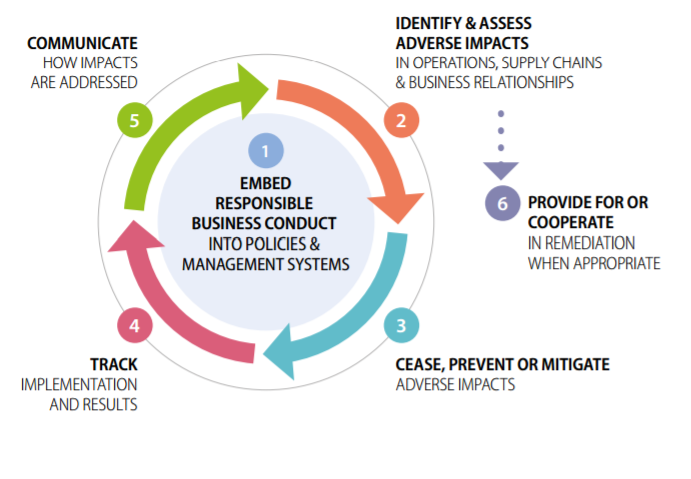 COMMUNICATE
HOW IMPACTS
ARE ADDRESSED
5
IDENTIFY & ASSESS
ADVERSE IMPACTS
IN OPERATIONS, SUPPLY CHAINS
& BUSINESS RELATIONSHIPS
2
1
EMBED
RESPONSIBLE
BUSINESS CONDUCT
INTO POLICIES &
MANAGEMENT SYSTEMS
6
PROVIDE FOR OR
COOPERATE
IN REMEDIATION
WHEN APPROPRIATE
4
TRACK
IMPLEMENTATION
AND RESULTS
3
CEASE, PREVENT OR MITIGATE
ADVERSE IMPACTS